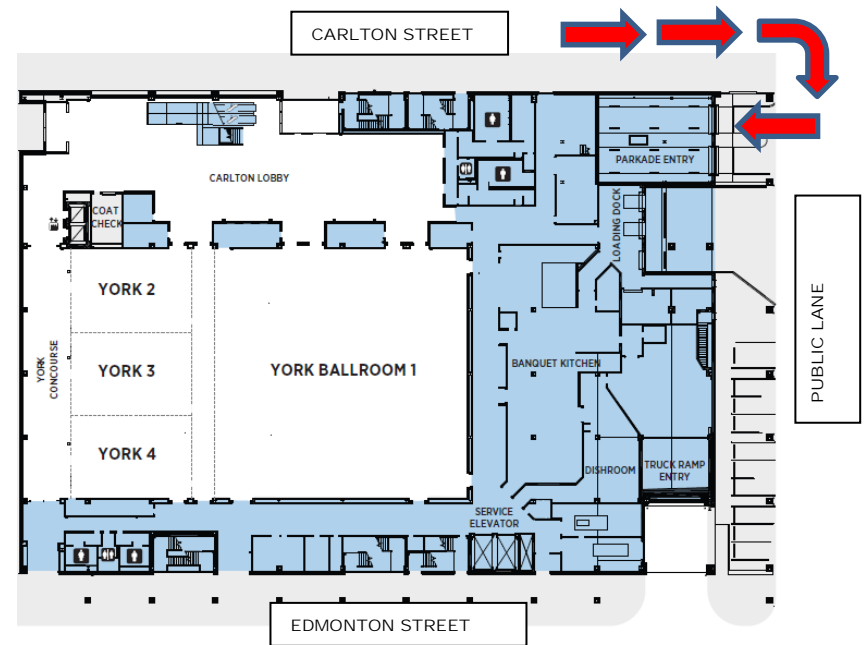 CARLTON STREET
PARKADE ENTRY
CARLTON LOBBY
COAT
CHECK
LOADING DOCK
YORK 2
YORK 3
YORK 4
YORK
CONCOURSE
YORK BALLROOM 1
BANQUET KITCHEN
PUBLIC LANE
DISHROOM
TRUCK RAMP
ENTRY
SERVICE
ELEVATOR
EDMONTON STREET